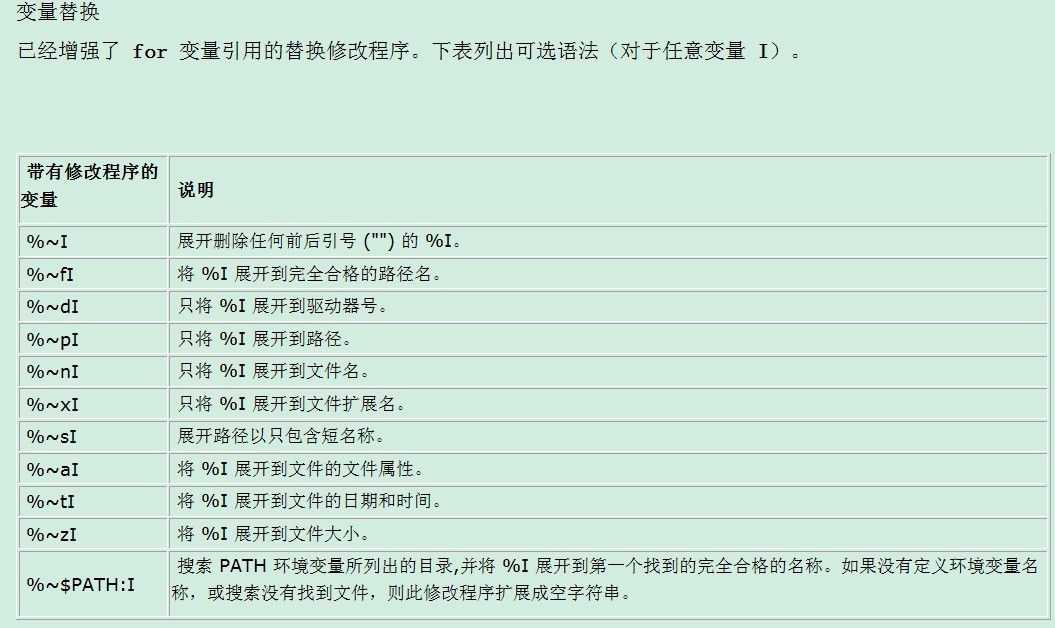 变量替换
已经增强了 for 变量引用的替换修改程序。下表列出可选语法（对于任意变量 I）。
带有修改程序的
变量
说明
%~I
展开删除任何前后引号 ("") 的 %I。
%~fI
将 %I 展开到完全合格的路径名。
%~dI
只将 %I 展开到驱动器号。
%~pI
只将 %I 展开到路径。
%~nI
只将 %I 展开到文件名。
%~xI
只将 %I 展开到文件扩展名。
%~sI
展开路径以只包含短名称。
%~aI
将 %I 展开到文件的文件属性。
%~tI
将 %I 展开到文件的日期和时间。
%~zI
将 %I 展开到文件大小。
%~$PATH:I
搜索 PATH 环境变量所列出的目录,并将 %I 展开到第一个找到的完全合格的名称。如果没有定义环境变量名
称，或搜索没有找到文件，则此修改程序扩展成空字符串。